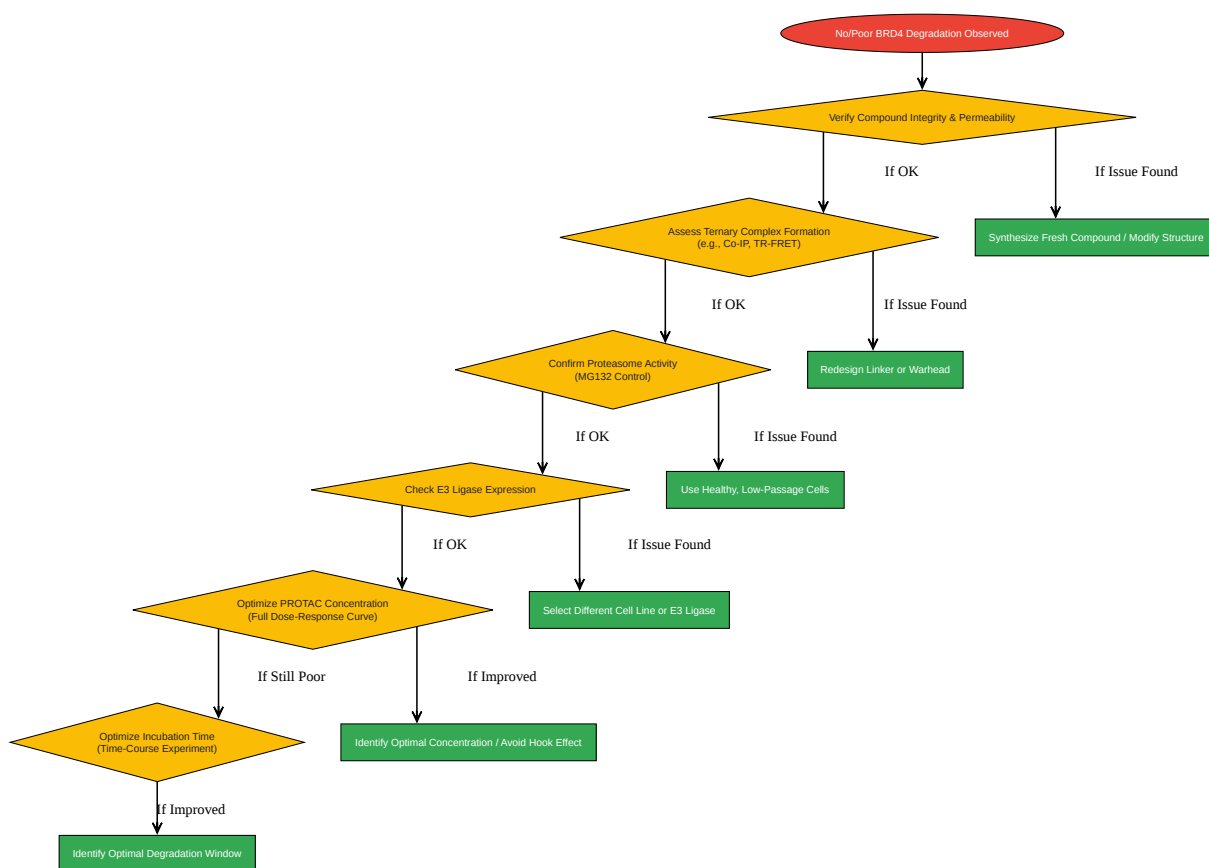 No/Poor BRD4 Degradation Observed
Verify Compound Integrity & Permeability
If OK
If Issue Found
Assess Ternary Complex Formation
(e.g., Co-IP, TR-FRET)
Synthesize Fresh Compound / Modify Structure
If OK
If Issue Found
Confirm Proteasome Activity
(MG132 Control)
Redesign Linker or Warhead
If OK
If Issue Found
Check E3 Ligase Expression
Use Healthy, Low-Passage Cells
If OK
If Issue Found
Optimize PROTAC Concentration
(Full Dose-Response Curve)
Select Different Cell Line or E3 Ligase
If Still Poor
If Improved
Optimize Incubation Time
(Time-Course Experiment)
Identify Optimal Concentration / Avoid Hook Effect
If Improved
Identify Optimal Degradation Window